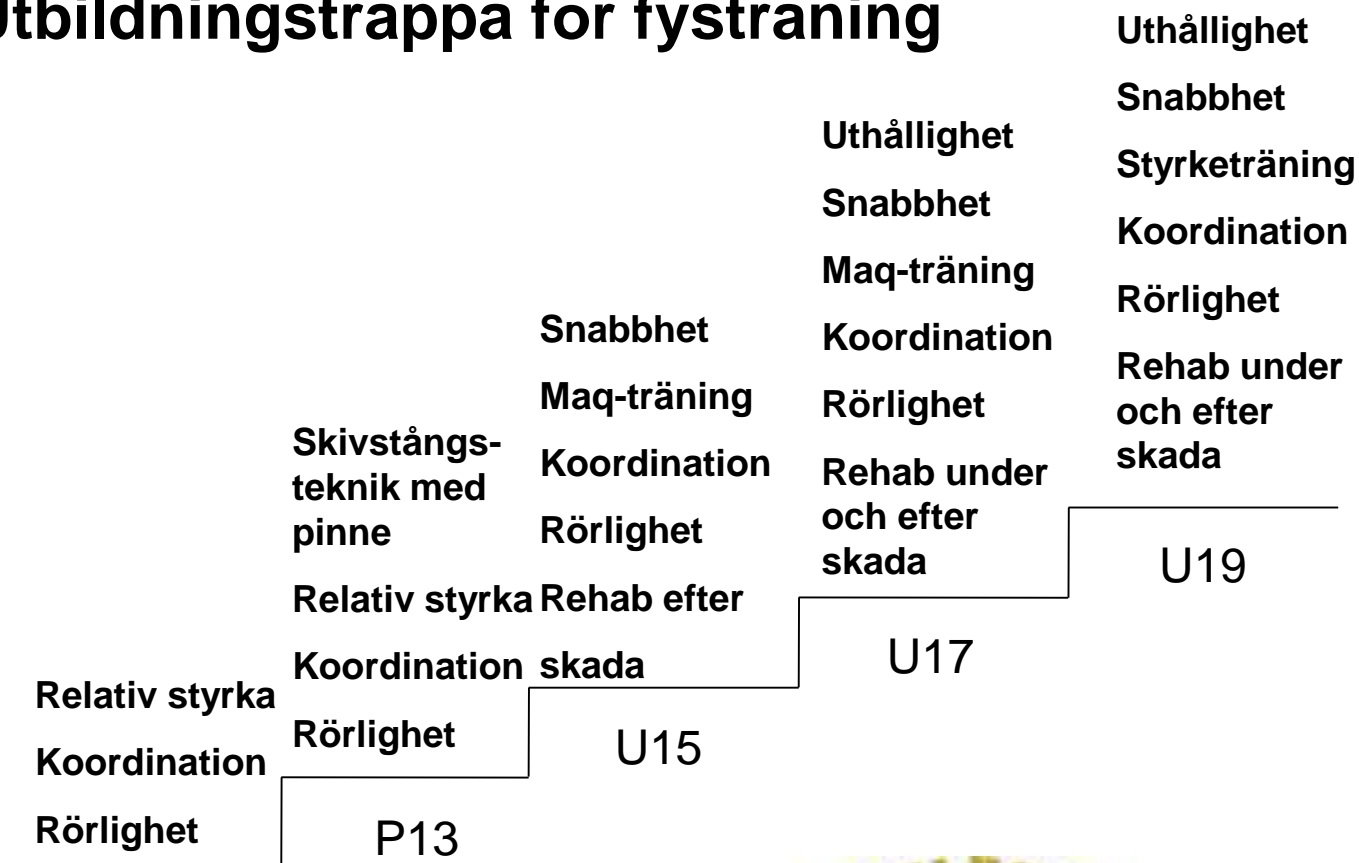 Utbildningstrappa för fysträning
Relativ styrka
Koordination
Rörlighet
Skivstångs-
teknik med
pinne
Relativ styrka
Koordination
Rörlighet
P13
Snabbhet
Maq-träning
Koordination
Rörlighet
Rehab efter
skada
U15
Uthållighet
Snabbhet
Maq-träning
Koordination
Rörlighet
Rehab under
och efter
skada
U17
Uthållighet
Snabbhet
Styrketräning
Koordination
Rörlighet
Rehab under
och efter
skada
U19